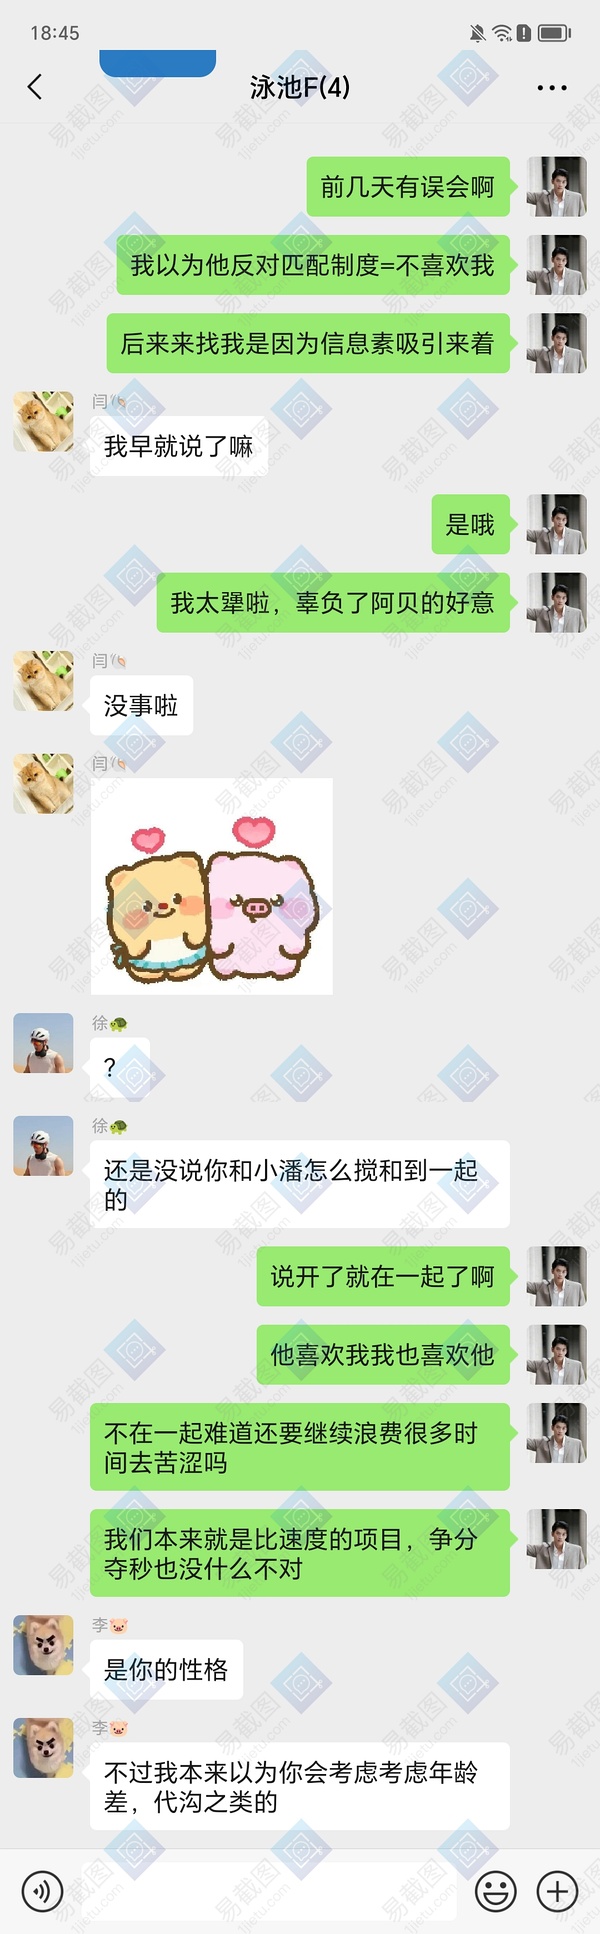 18:45
泳池F(4)
前几天有误会啊
我以为他反对匹配制度=不喜欢我
后来来找我是因为信息素吸引来着
闫🐚
我早就说了嘛
是哦
我太犟啦，辜负了阿贝的好意
闫🐚
没事啦
闫🐚
徐🐢
?
徐🐢
还是没说你和小潘怎么搅和到一起
的
说开了就在一起了啊
他喜欢我我也喜欢他
不在一起难道还要继续浪费很多时
间去苦涩吗
我们本来就是比速度的项目，争分
夺秒也没什么不对
李🐷
是你的性格
李🐷
不过我本来以为你会考虑考虑年龄
差，代沟之类的
易截图
1jietu.com